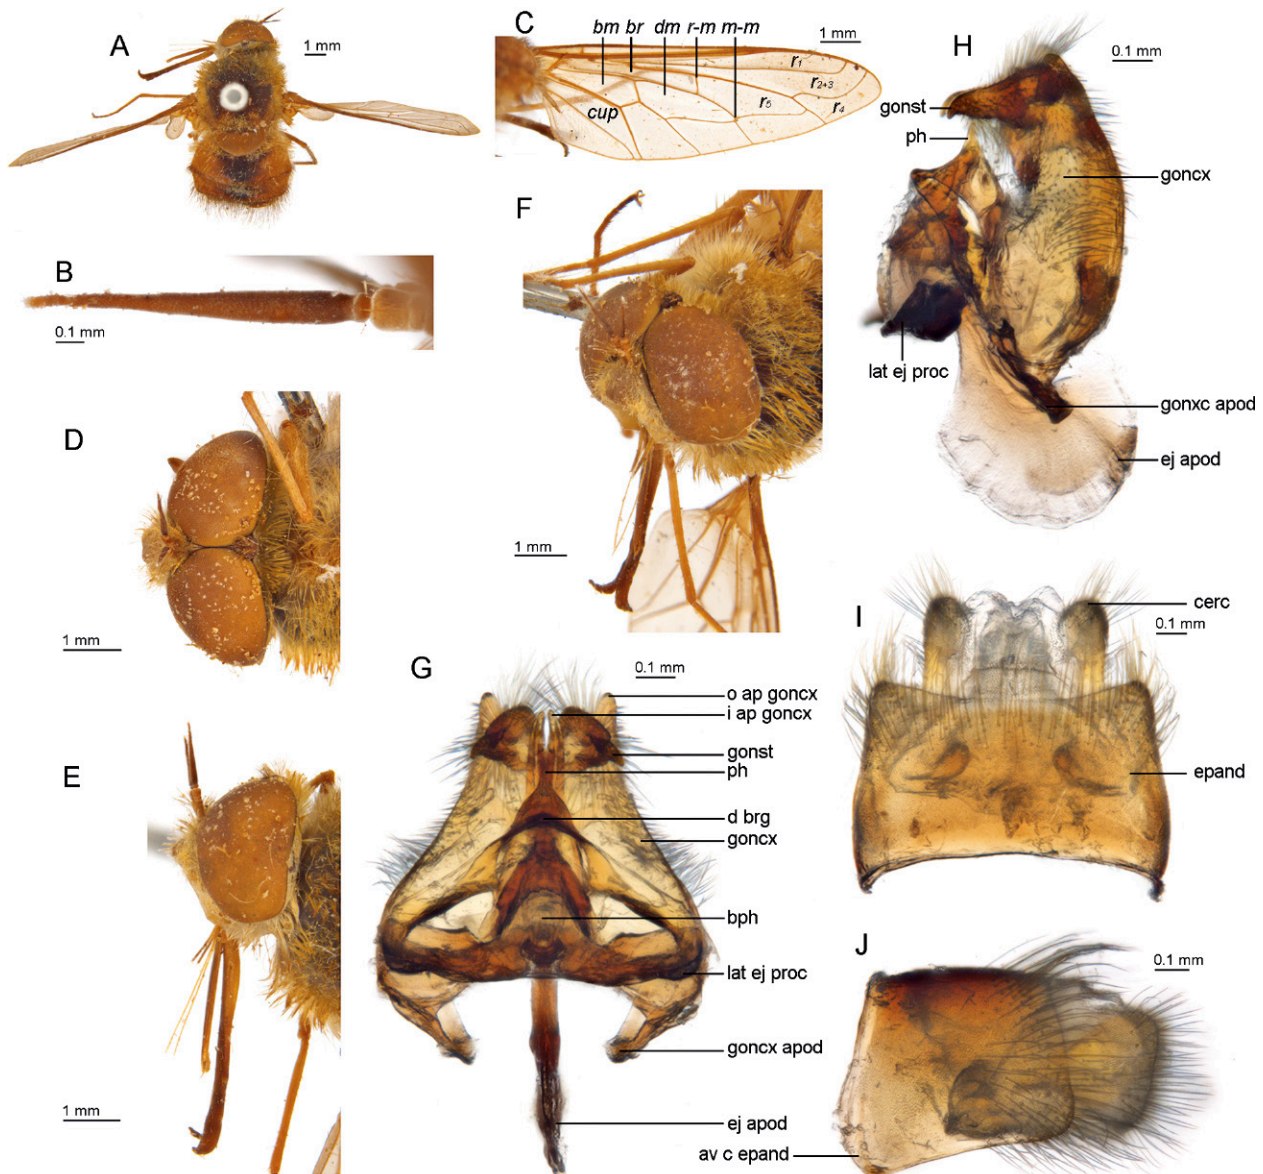 A
1 mm
B
0.1 mm
C
bm br dm r-m m-m
1 mm
r1
r2+3
r5
r4
cup
D
1 mm
E
1 mm
F
1 mm
G
0.1 mm
o ap goncx
i ap goncx
gonst
ph
d brg
goncx
bph
lat ej proc
goncx apod
ej apod
H
0.1 mm
gonst
ph
goncx
lat ej proc
gonxc apod
ej apod
I
cerc
0.1 mm
epand
J
0.1 mm
av c epand